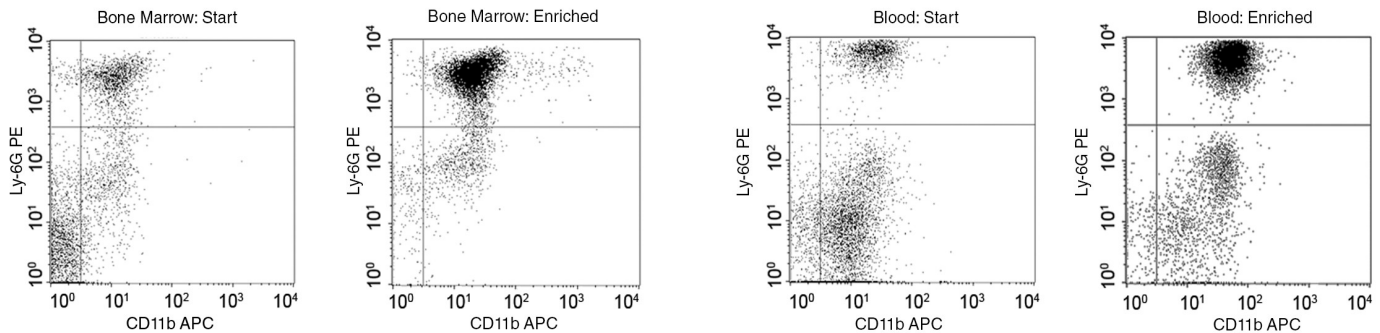 Bone Marrow: Start
Ly-6G PE
10⁴
10³
10²
10¹
10⁰
10⁰ 10¹ 10² 10³ 10⁴
CD11b APC
Bone Marrow: Enriched
Ly-6G PE
10⁴
10³
10²
10¹
10⁰
10⁰ 10¹ 10² 10³ 10⁴
CD11b APC
Blood: Start
Ly-6G PE
10⁴
10³
10²
10¹
10⁰
10⁰ 10¹ 10² 10³ 10⁴
CD11b APC
Blood: Enriched
Ly-6G PE
10⁴
10³
10²
10¹
10⁰
10⁰ 10¹ 10² 10³ 10⁴
CD11b APC